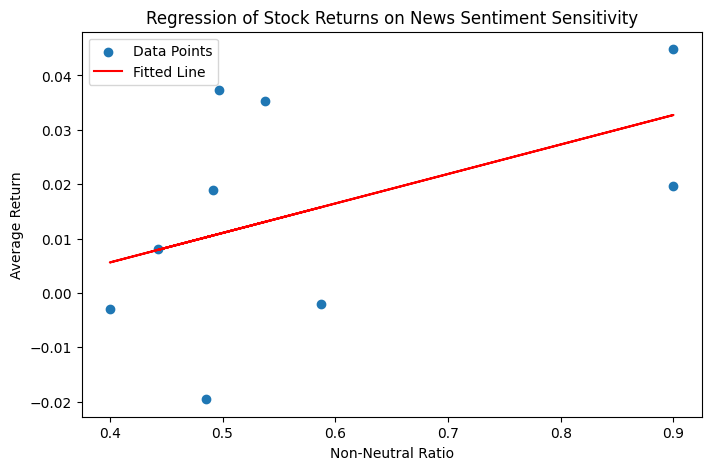 Regression of Stock Returns on News Sentiment Sensitivity
Data Points
Fitted Line
0.04
0.03
0.02
0.01
0.00
−0.01
−0.02
Average Return
0.4 0.5 0.6 0.7 0.8 0.9
Non-Neutral Ratio